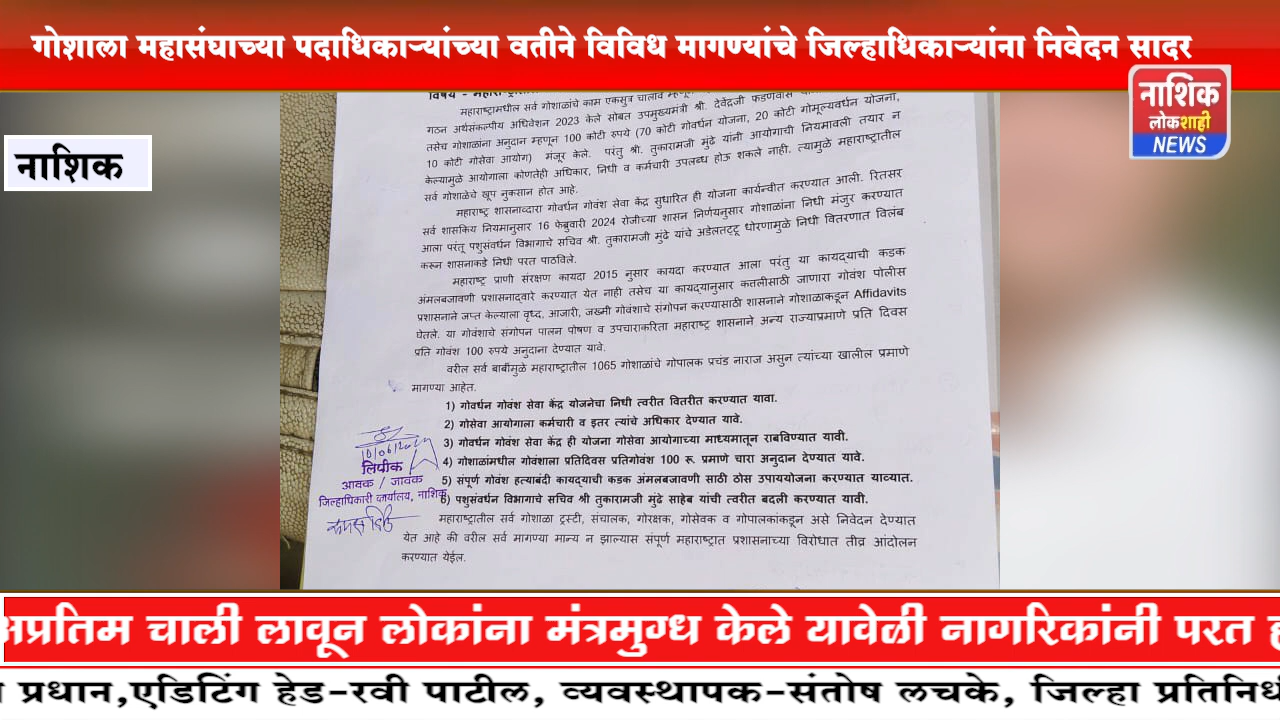 गोशाला महासंघाच्या पदाधिकाऱ्यांच्या वतीने विविध मागण्यांचे जिल्हाधिकाऱ्यांना निवेदन सादर
नाशिक
लोकशाही
NEWS
नाशिक
महाराष्ट्रामधील सर्व गोशाळांचे काम एकसुत्र चालावे
गठन अर्थसंकल्पीय अधिवेशन 2023 केले सोबत उपमुख्यमंत्री श्री. देवेंद्रजी फडणवीस
तसेच गोशाळांना अनुदान म्हणून 100 कोटी रुपये (70 कोटी गोवर्धन योजना, 20 कोटी गोमूल्यवर्धन योजना,
10 कोटी गोसेवा आयोग) मंजूर केले. परंतु श्री. तुकारामजी मुंढे यांनी आयोगाची नियमावली तयार न
केल्यामुळे आयोगाला कोणतेही अधिकार, निधी व कर्मचारी उपलब्ध होऊ शकले नाही. त्यामुळे महाराष्ट्रातील
सर्व गोशाळेचे खूप नुकसान होत आहे.
महाराष्ट्र शासनाव्दारा गोवर्धन गोवंश सेवा केंद्र सुधारित ही योजना कार्यन्वीत करण्यात आली. रितसर
सर्व शासकिय नियमानुसार 16 फेब्रुवारी 2024 रोजीच्या शासन निर्णयनुसार गोशाळांना निधी मंजुर करण्यात
आला परंतू पशुसंवर्धन विभागाचे सचिव श्री. तुकारामजी मुंढे यांचे अडेलतट्टू धोरणामुळे निधी वितरणात विलंब
करून शासनाकडे निधी परत पाठविले.
महाराष्ट्र प्राणी संरक्षण कायदा 2015 नुसार कायदा करण्यात आला परंतु या कायद्याची कडक
अंमलबजावणी प्रशासनाद्वारे करण्यात येत नाही तसेच या कायद्यानुसार कतलीसाठी जाणारा गोवंश पोलीस
प्रशासनाने जप्त केल्याला वृध्द, आजारी, जख्मी गोवंशाचे संगोपन करण्यासाठी शासनाने गोशाळाकडून Affidavits
घेतले. या गोवंशाचे संगोपन पालन पोषण व उपचाराकरिता महाराष्ट्र शासनाने अन्य राज्याप्रमाणे प्रति दिवस
प्रति गोवंश 100 रुपये अनुदाना देण्यात यावे.
वरील सर्व बाबींमुळे महाराष्ट्रातील 1065 गोशाळांचे गोपालक प्रचंड नाराज असुन त्यांच्या खालील प्रमाणे
मागण्या आहेत.
1) गोवर्धन गोवंश सेवा केंद्र योजनेचा निधी त्वरीत वितरीत करण्यात यावा.
2) गोसेवा आयोगाला कर्मचारी व इतर त्यांचे अधिकार देण्यात यावे.
3) गोवर्धन गोवंश सेवा केंद्र ही योजना गोसेवा आयोगाच्या माध्यमातून राबविण्यात यावी.
4) गोशाळांमधील गोवंशाला प्रतिदिवस प्रतिगोवंश 100 रू. प्रमाणे चारा अनुदान देण्यात यावे.
5) संपूर्ण गोवंश हत्याबंदी कायद्याची कडक अंमलबजावणी साठी ठोस उपाययोजना करण्यात याव्यात.
6) पशुसंवर्धन विभागाचे सचिव श्री तुकारामजी मुंढे साहेब यांची त्वरीत बदली करण्यात यावी.
महाराष्ट्रातील सर्व गोशाळा ट्रस्टी, संचालक, गोरक्षक, गोसेवक व गोपालकांकडून असे निवेदन देण्यात
येत आहे की वरील सर्व मागण्या मान्य न झाल्यास संपूर्ण महाराष्ट्रात प्रशासनाच्या विरोधात तीव्र आंदोलन
करण्यात येईल.
लिपीक
आवक / जावक
जिल्हाधिकारी कार्यालय, नाशिक
अप्रतिम चाली लावून लोकांना मंत्रमुग्ध केले यावेळी नागरिकांनी परत
प्रधान,एडिटिंग हेड-रवी पाटील, व्यवस्थापक-संतोष लचके, जिल्हा प्रतिनिधी